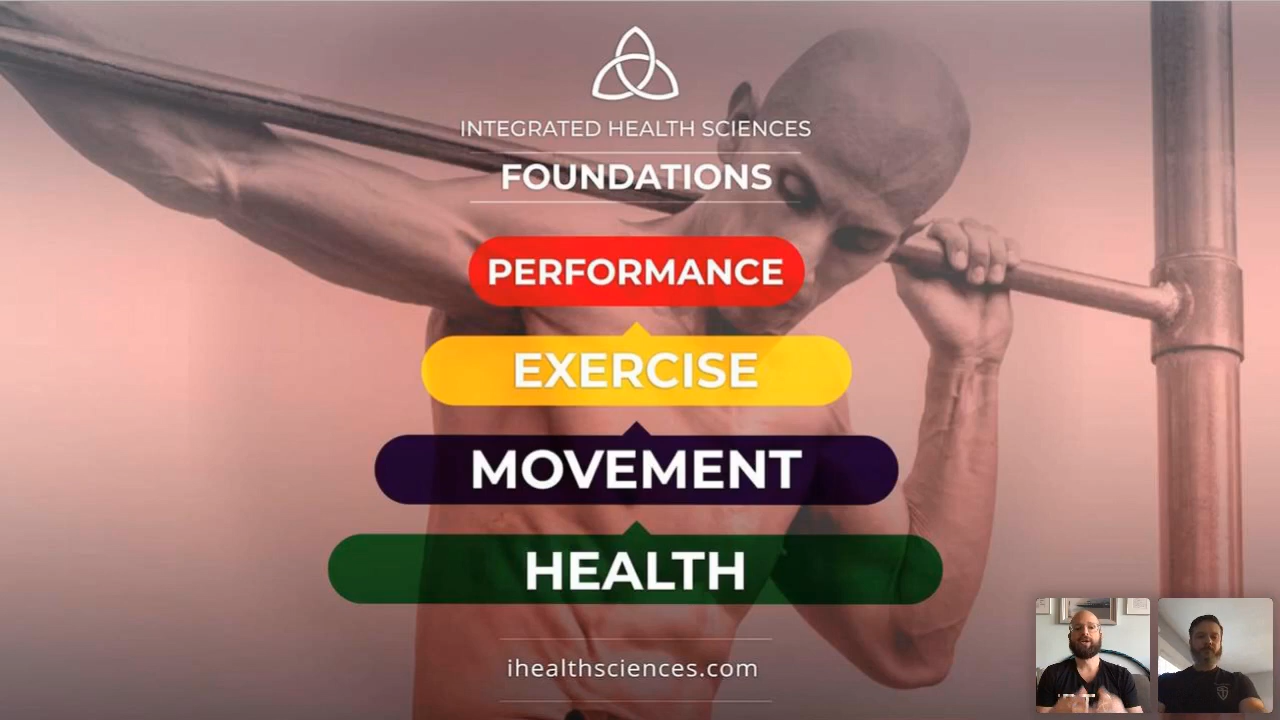 INTEGRATED HEALTH SCIENCES
FOUNDATIONS
PERFORMANCE
EXERCISE
MOVEMENT
HEALTH
ihealthsciences.com